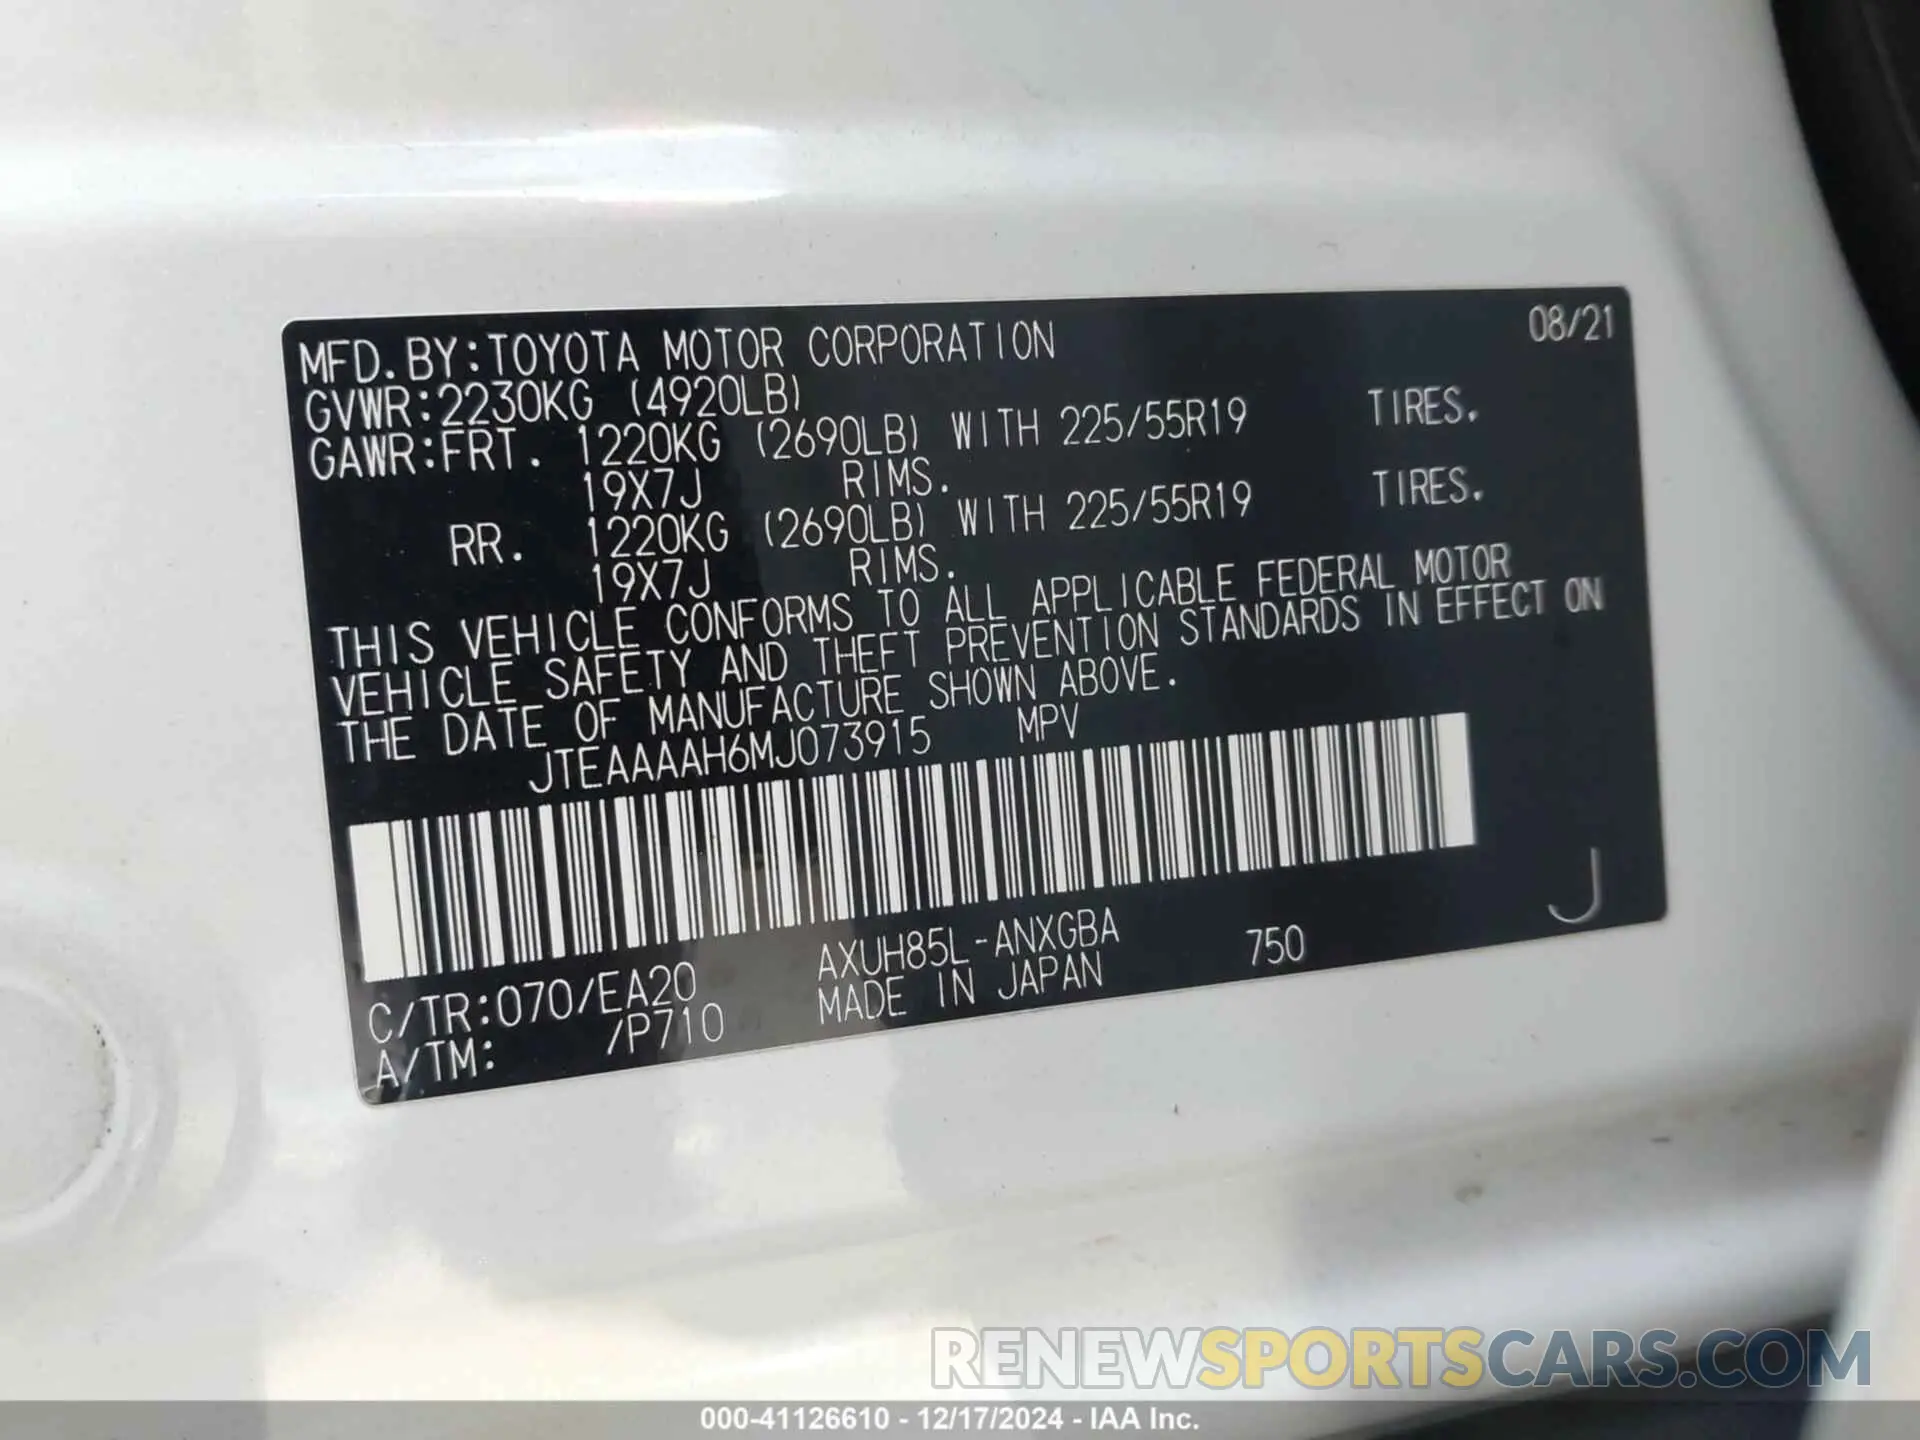 MFD.BY:TOYOTA MOTOR CORPORATION 08/21
GVWR:2230KG (4920LB)
GAWR:FRT. 1220KG (2690LB) WITH 225/55R19 TIRES.
19X7J RIMS.
RR. 1220KG (2690LB) WITH 225/55R19 TIRES.
19X7J RIMS.
THIS VEHICLE CONFORMS TO ALL APPLICABLE FEDERAL MOTOR
VEHICLE SAFETY AND THEFT PREVENTION STANDARDS IN EFFECT ON
THE DATE OF MANUFACTURE SHOWN ABOVE.
JTEAAAAH6MJ073915 MPV
J
C/TR:070/EA20 AXUH85L-ANXGBA 750
A/TM: /P710 MADE IN JAPAN
RENEWSPORTSCARS.COM
000-41126610 - 12/17/2024 - IAA Inc.